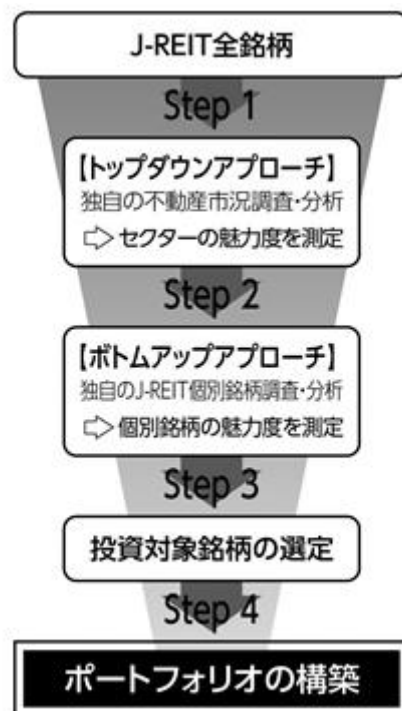 J-REIT全銘柄
Step 1
【トップダウンアプローチ】
独自の不動産市況調査・分析
⇨セクターの魅力度を測定
Step 2
【ボトムアップアプローチ】
独自のJ-REIT個別銘柄調査・分析
⇨個別銘柄の魅力度を測定
Step 3
投資対象銘柄の選定
Step 4
ポートフォリオの構築